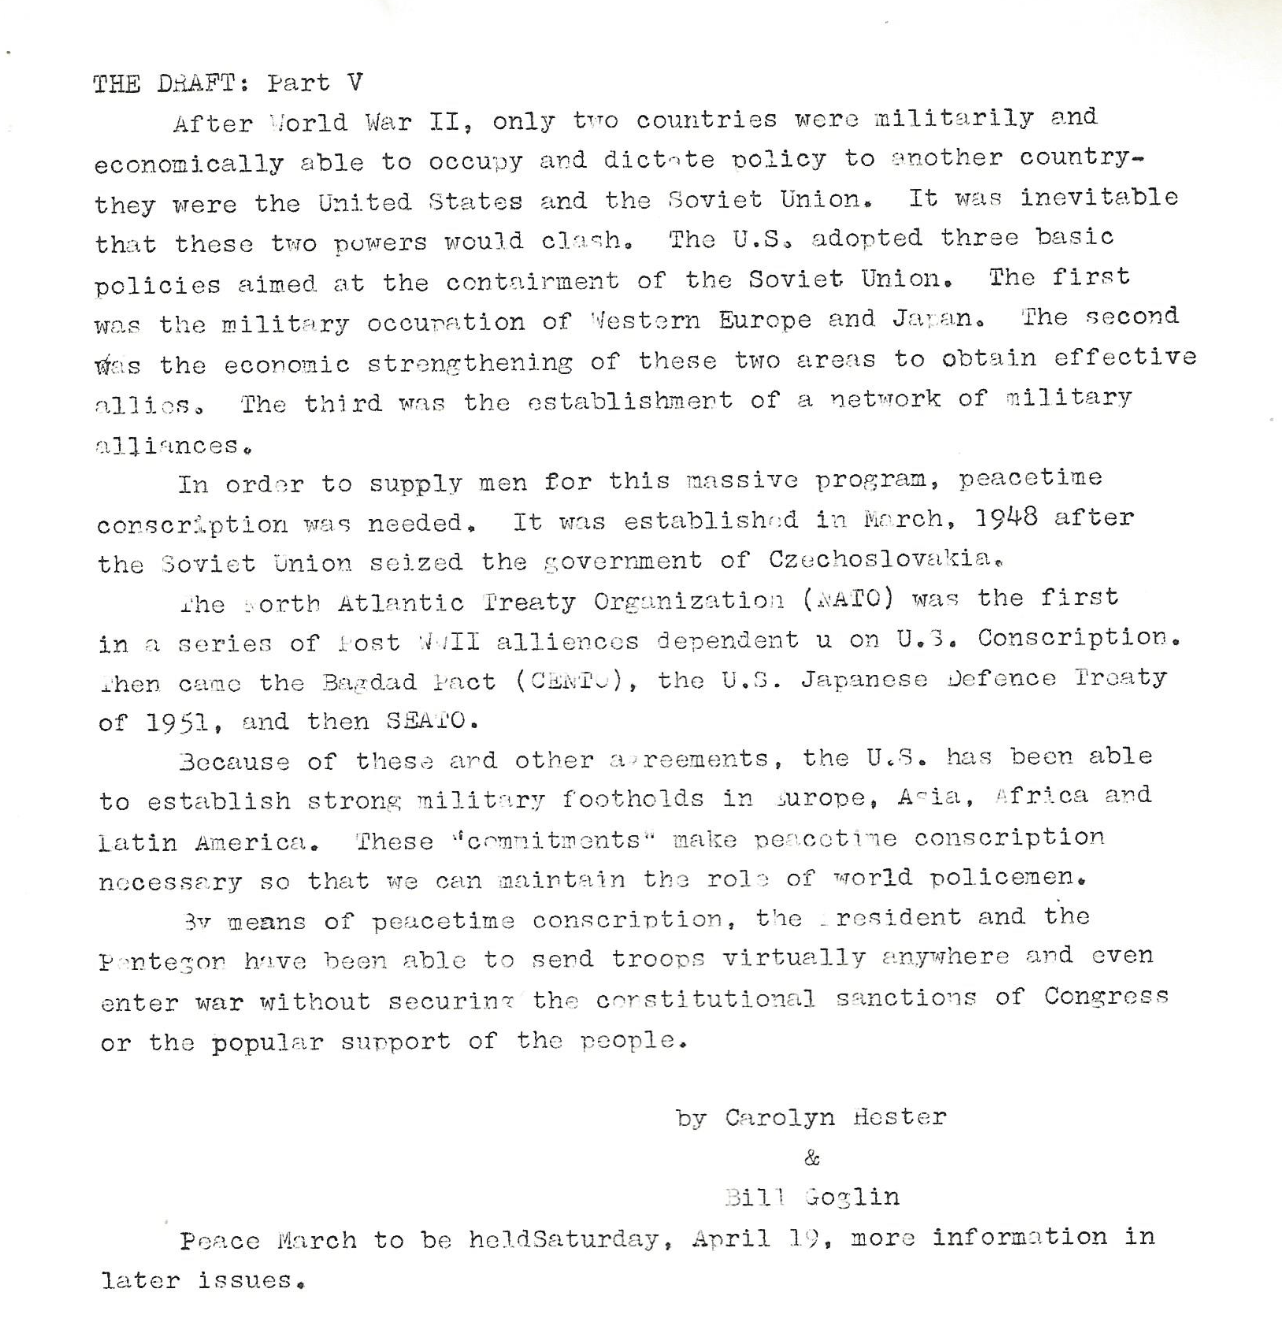 THE DRAFT: Part V
After World War II, only two countries were militarily and
economically able to occupy and dictate policy to another country-
they were the United States and the Soviet Union. It was inevitable
that these two powers would clash. The U.S. adopted three basic
policies aimed at the containment of the Soviet Union. The first
was the military occupation of Western Europe and Japan. The second
was the economic strengthening of these two areas to obtain effective
allies. The third was the establishment of a network of military
alliances.
In order to supply men for this massive program, peacetime
conscription was needed. It was established in March, 1948 after
the Soviet Union seized the government of Czechoslovakia.
The North Atlantic Treaty Organization (NATO) was the first
in a series of Post WWII alliences dependent u on U.S. Conscription.
Then came the Bagdad Pact (CENTO), the U.S. Japanese Defence Treaty
of 1951, and then SEATO.
Because of these and other agreements, the U.S. has been able
to establish strong military footholds in Europe, Asia, Africa and
Latin America. These "commitments" make peacetime conscription
necessary so that we can maintain the role of world policemen.
By means of peacetime conscription, the President and the
Pentegon have been able to send troops virtually anywhere and even
enter war without securing the constitutional sanctions of Congress
or the popular support of the people.
by Carolyn Hester
&
Bill Goglin
Peace March to be heldSaturday, April 19, more information in
later issues.